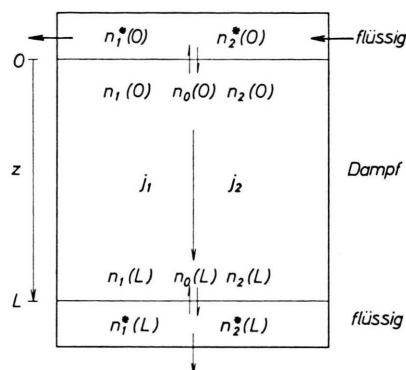 n₁*(0) n₂*(0) flüssig
0
n₁(0) n₀(0) n₂(0)
z j₁ j₂ Dampf
n₁(L) n₀(L) n₂(L)
L
n₁*(L) n₂*(L) flüssig